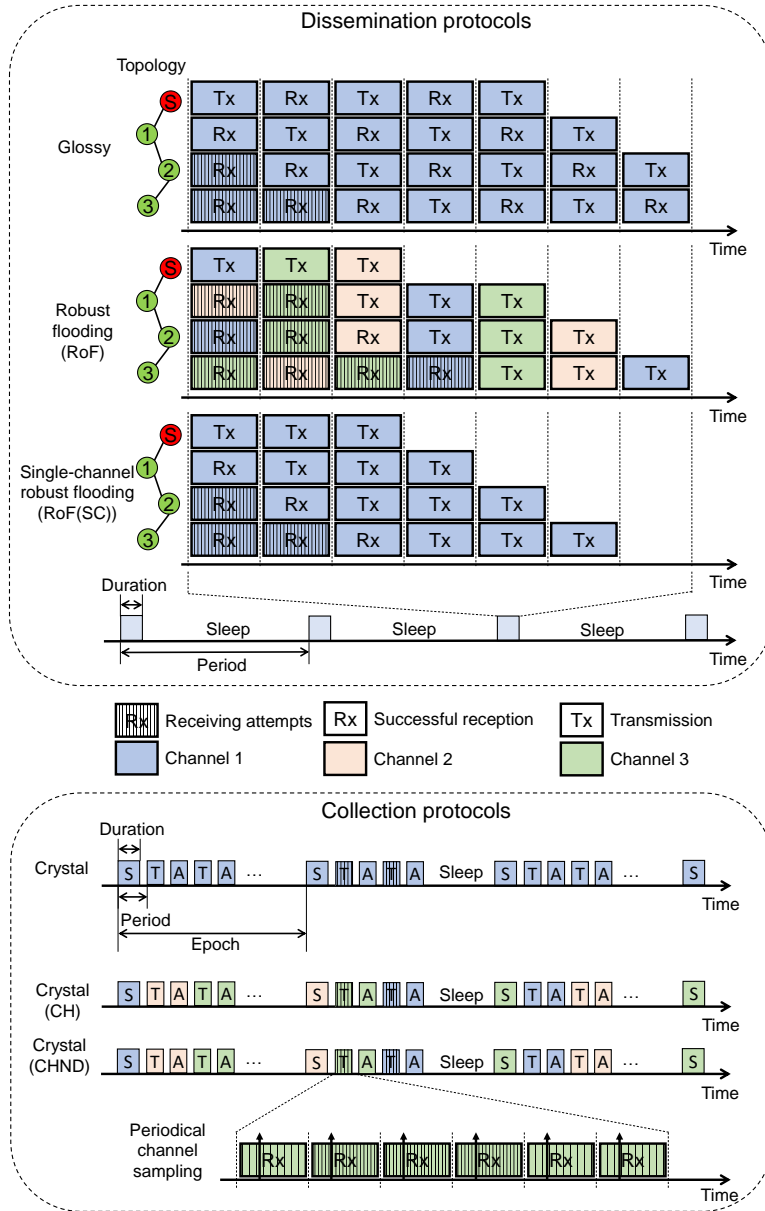 Dissemination protocols
Topology
Glossy
S Tx Rx Tx Rx Tx
1 Rx Tx Rx Tx Rx Tx
2 Rx Rx Tx Rx Tx Rx Tx
3 Rx Rx Rx Tx Rx Tx Rx
Time
Robust
flooding
(RoF)
S Tx Tx Tx
1 Rx Rx Tx Tx Tx
2 Rx Rx Rx Tx Tx Tx
3 Rx Rx Rx Rx Tx Tx Tx
Time
Single-channel
robust flooding
(RoF(SC))
S Tx Tx Tx
1 Rx Tx Tx Tx
2 Rx Rx Tx Tx Tx
3 Rx Rx Rx Tx Tx Tx
Time
Duration
Sleep Sleep Sleep
Period
Time
Rx Receiving attempts Rx Successful reception Tx Transmission
Channel 1 Channel 2 Channel 3
Collection protocols
Duration
Crystal S T A T A ... S T A T A Sleep S T A T A ... S
Time
Period
Epoch
Crystal
(CH)
S T A T A ... S T A T A Sleep S T A T A ... S
Time
Crystal
(CHND)
S T A T A ... S T A T A Sleep S T A T A ... S
Time
Periodical
channel
sampling
Rx Rx Rx Rx Rx Rx
Time